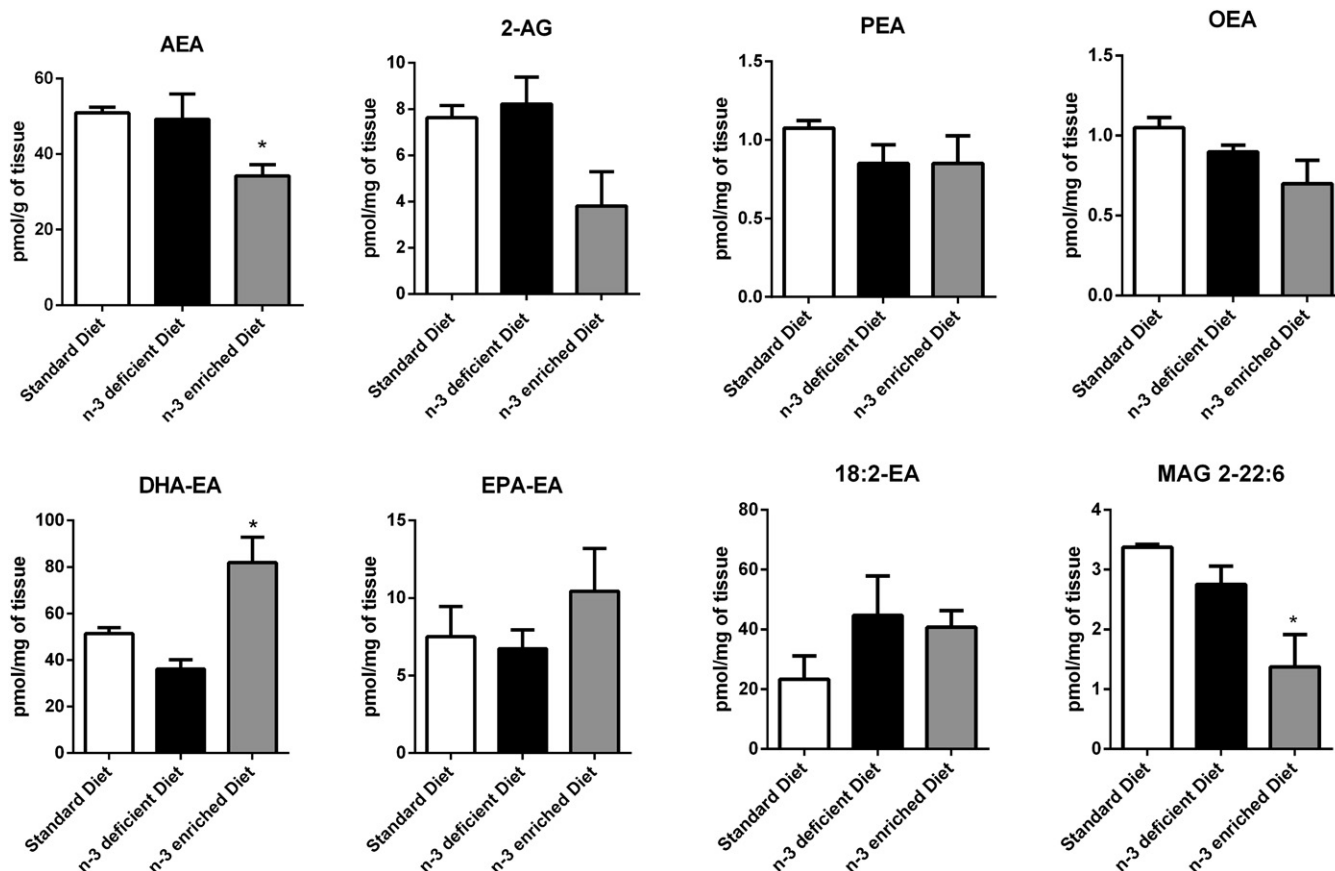 AEA
pmol/g of tissue
60
40
20
0
*
Standard Diet
n-3 deficient Diet
n-3 enriched Diet
2-AG
pmol/mg of tissue
10
8
6
4
2
0
Standard Diet
n-3 deficient Diet
n-3 enriched Diet
PEA
pmol/mg of tissue
1.5
1.0
0.5
0.0
Standard Diet
n-3 deficient Diet
n-3 enriched Diet
OEA
pmol/mg of tissue
1.5
1.0
0.5
0.0
Standard Diet
n-3 deficient Diet
n-3 enriched Diet
DHA-EA
pmol/mg of tissue
100
80
60
40
20
0
*
Standard Diet
n-3 deficient Diet
n-3 enriched Diet
EPA-EA
pmol/mg of tissue
15
10
5
0
Standard Diet
n-3 deficient Diet
n-3 enriched Diet
18:2-EA
pmol/mg of tissue
80
60
40
20
0
Standard Diet
n-3 deficient Diet
n-3 enriched Diet
MAG 2-22:6
pmol/mg of tissue
4
3
2
1
0
*
Standard Diet
n-3 deficient Diet
n-3 enriched Diet